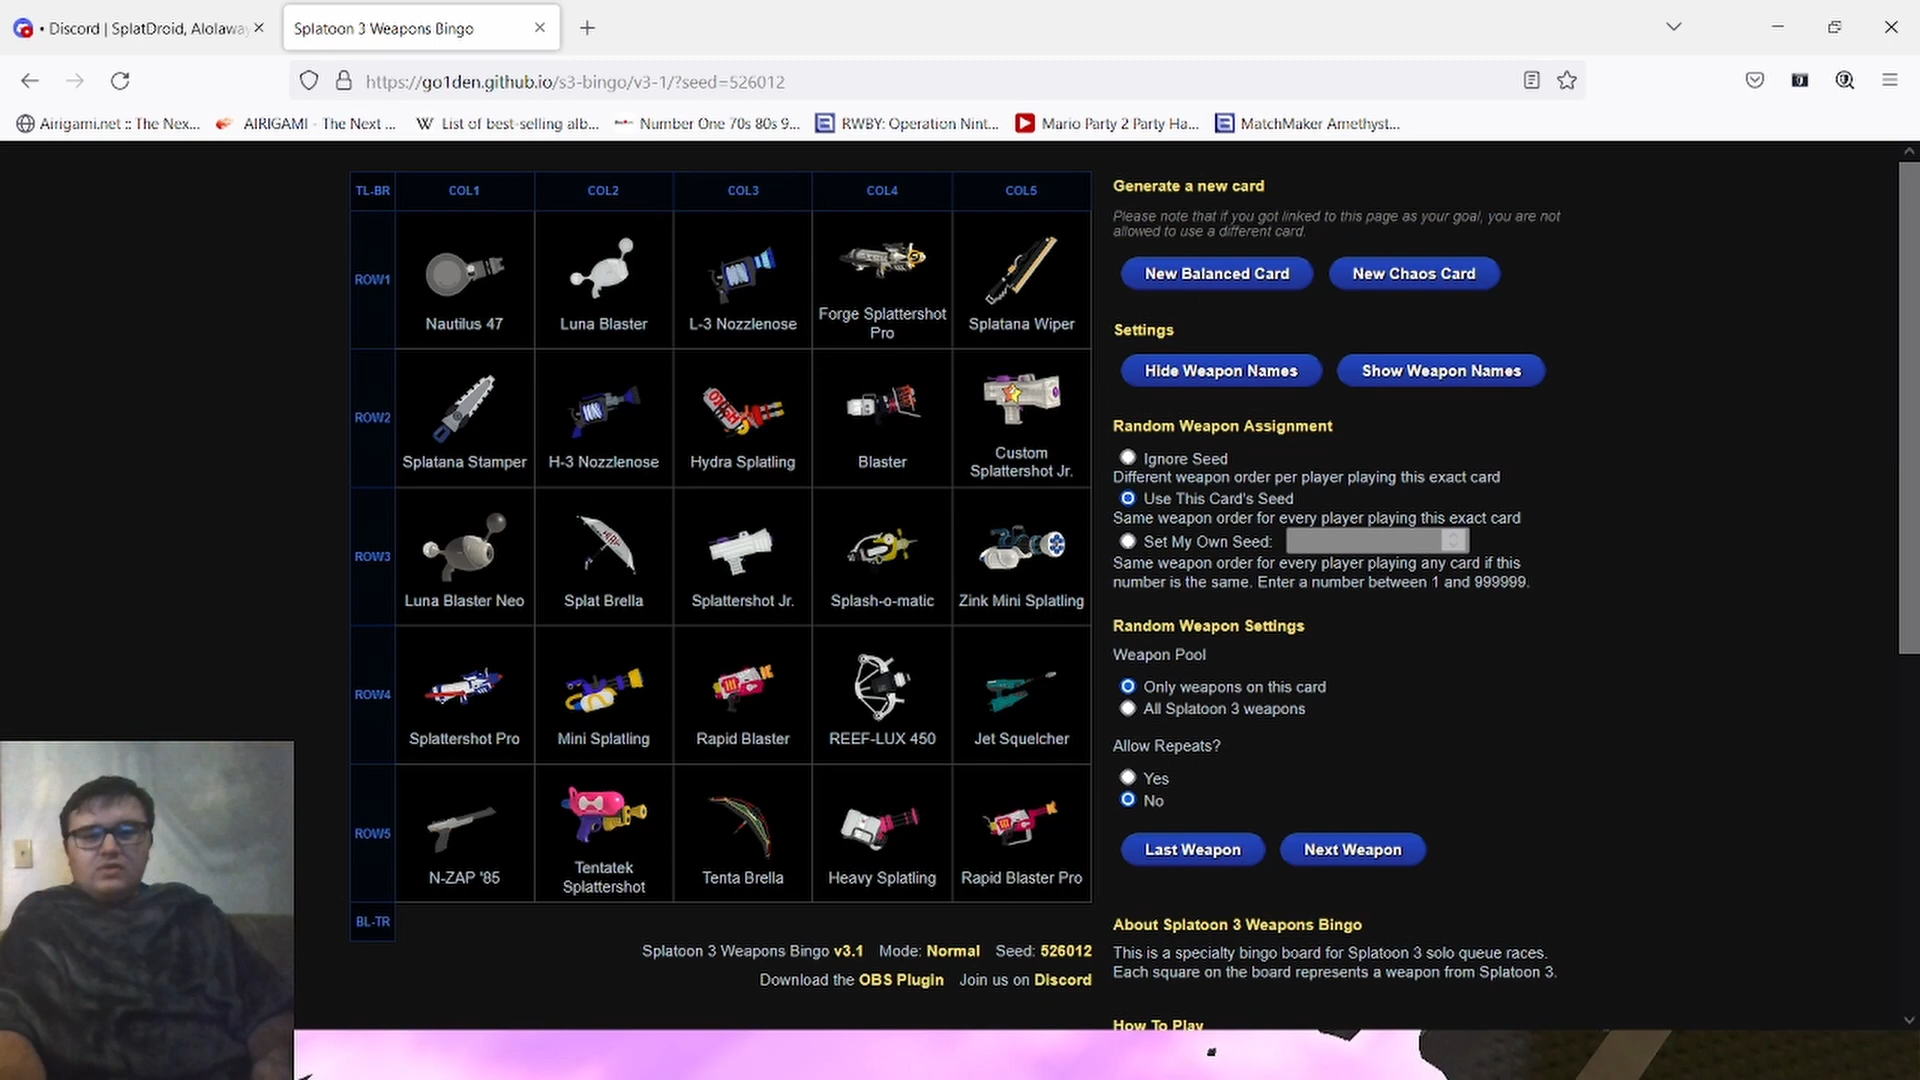 • Discord | SplatDroid, Alolaway
Splatoon 3 Weapons Bingo
https://go1den.github.io/s3-bingo/v3-1/?seed=526012
Airigami.net :: The Nex...
AIRIGAMI - The Next ...
List of best-selling alb...
Number One 70s 80s 9...
RWBY: Operation Nint...
Mario Party 2 Party Ha...
MatchMaker Amethyst...
TL-BR COL1 COL2 COL3 COL4 COL5
ROW1
Nautilus 47
Luna Blaster
L-3 Nozzlenose
Forge Splattershot
Pro
Splatana Wiper
ROW2
Splatana Stamper
H-3 Nozzlenose
Hydra Splatling
Blaster
Custom
Splattershot Jr.
ROW3
Luna Blaster Neo
Splat Brella
Splattershot Jr.
Splash-o-matic
Zink Mini Splatling
ROW4
Splattershot Pro
Mini Splatling
Rapid Blaster
REEF-LUX 450
Jet Squelcher
ROW5
N-ZAP '85
Tentatek
Splattershot
Tenta Brella
Heavy Splatling
Rapid Blaster Pro
BL-TR
Splatoon 3 Weapons Bingo v3.1 Mode: Normal Seed: 526012
Download the OBS Plugin Join us on Discord
Generate a new card
Please note that if you got linked to this page as your goal, you are not
allowed to use a different card.
New Balanced Card
New Chaos Card
Settings
Hide Weapon Names
Show Weapon Names
Random Weapon Assignment
Ignore Seed
Different weapon order per player playing this exact card
Use This Card's Seed
Same weapon order for every player playing this exact card
Set My Own Seed:
Same weapon order for every player playing any card if this
number is the same. Enter a number between 1 and 999999.
Random Weapon Settings
Weapon Pool
Only weapons on this card
All Splatoon 3 weapons
Allow Repeats?
Yes
No
Last Weapon
Next Weapon
About Splatoon 3 Weapons Bingo
This is a specialty bingo board for Splatoon 3 solo queue races.
Each square on the board represents a weapon from Splatoon 3.
How To Play